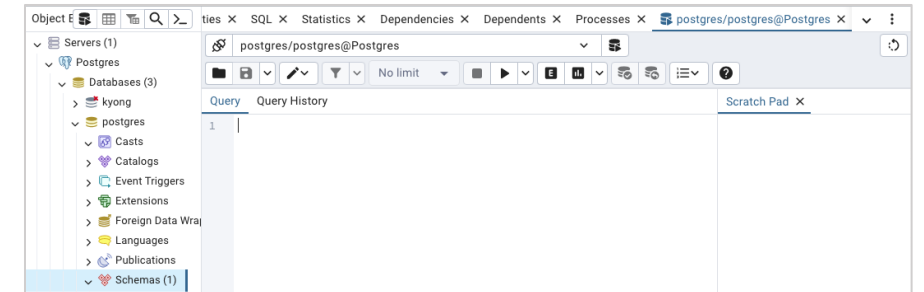 Object E ties SQL Statistics Dependencies Dependents Processes postgres/postgres@Postgres
Servers (1)
postgres/postgres@Postgres
Postgres
No limit
E
Databases (3)
Query Query History Scratch Pad
kyong
postgres
1
Casts
Catalogs
Event Triggers
Extensions
Foreign Data Wra
Languages
Publications
Schemas (1)